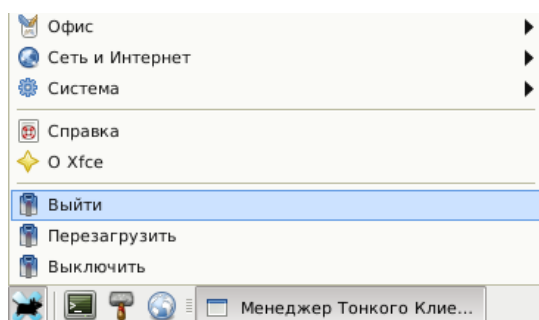 Офис
Сеть и Интернет
Система
Справка
О Xfce
Выйти
Перезагрузить
Выключить
Менеджер Тонкого Клие...